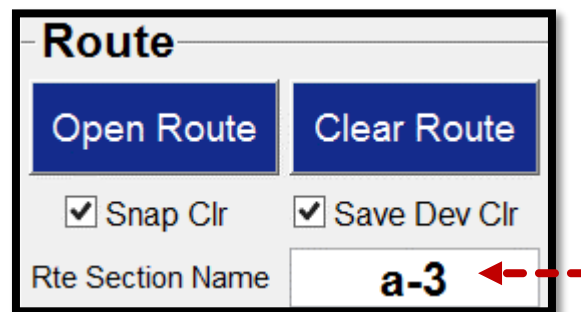 Route
Open Route Clear Route
Snap Clr Save Dev Clr
Rte Section Name a-3